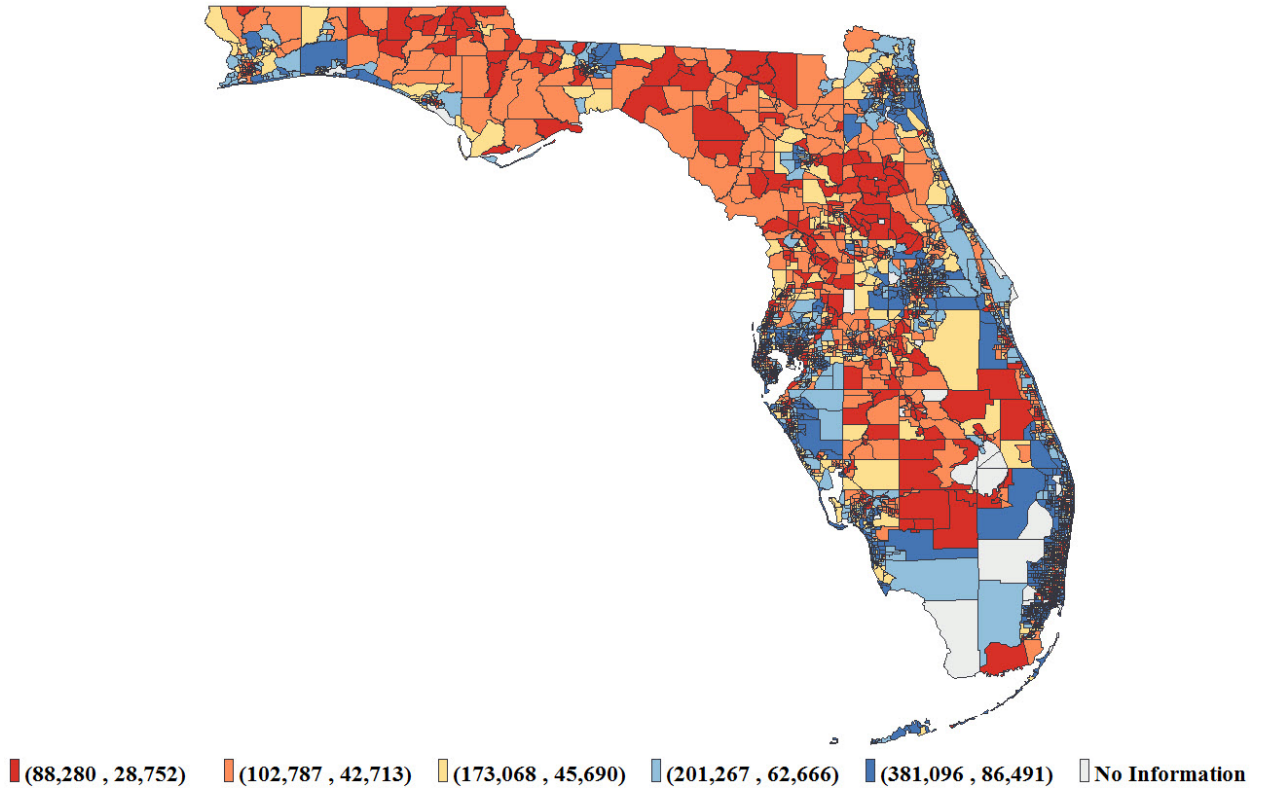 (88,280 , 28,752) (102,787 , 42,713) (173,068 , 45,690) (201,267 , 62,666) (381,096 , 86,491) No Information